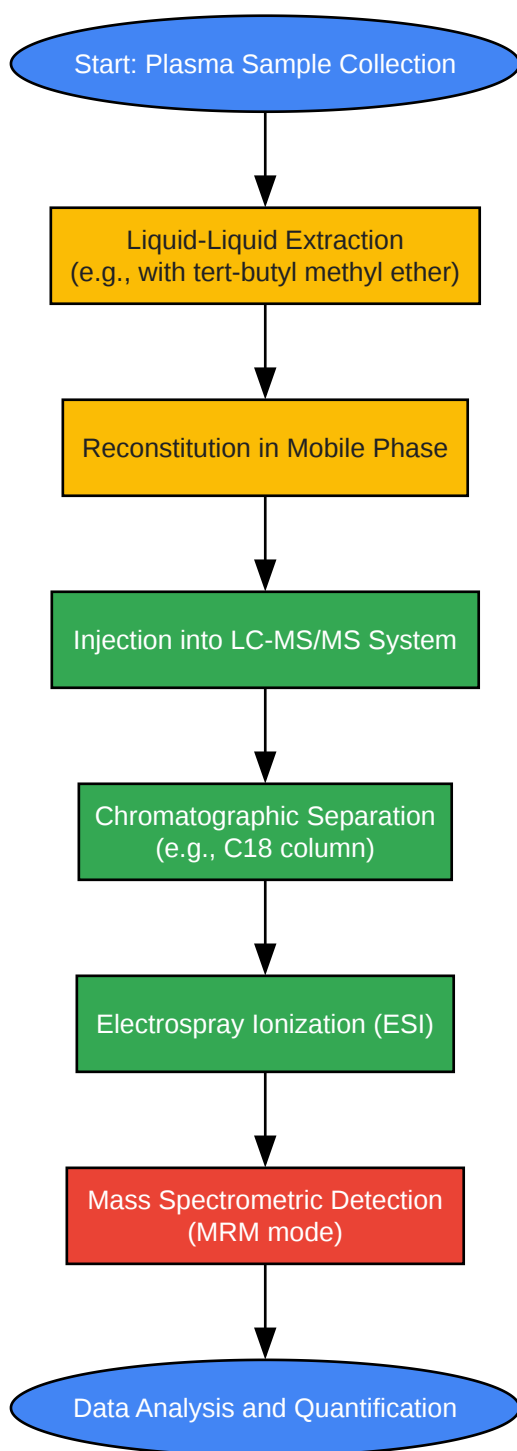 Start: Plasma Sample Collection
Liquid-Liquid Extraction
(e.g., with tert-butyl methyl ether)
Reconstitution in Mobile Phase
Injection into LC-MS/MS System
Chromatographic Separation
(e.g., C18 column)
Electrospray Ionization (ESI)
Mass Spectrometric Detection
(MRM mode)
Data Analysis and Quantification